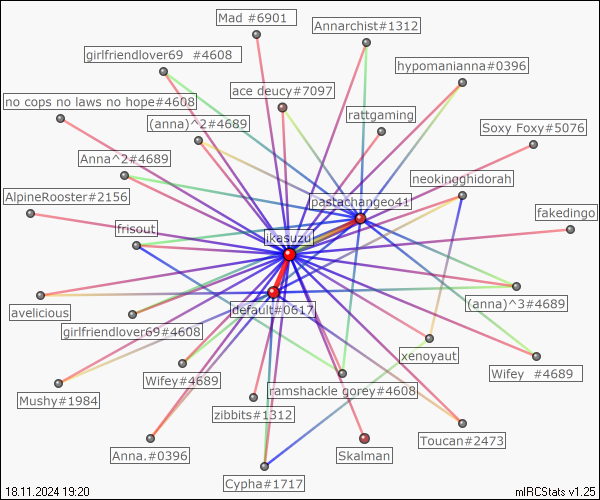 Mad #6901
Annarchist#1312
girlfriendlover69  #4608
hypomanianna#0396
ace deucy#7097
no cops no laws no hope#4608
rattgaming
(anna)^2#4689
Soxy Foxy#5076
Anna^2#4689
neokingghidorah
AlpineRooster#2156
pastachangeo41
fakedingo
frisout
ikasuzu
(anna)^3#4689
avelicious
default#0617
girlfriendlover69#4608
xenoyaut
Wifey  #4689
Wifey#4689
ramshackle gorey#4608
Mushy#1984
zibbits#1312
Toucan#2473
Anna.#0396
Skalman
Cypha#1717
18.11.2024 19:20
mIRCStats v1.25